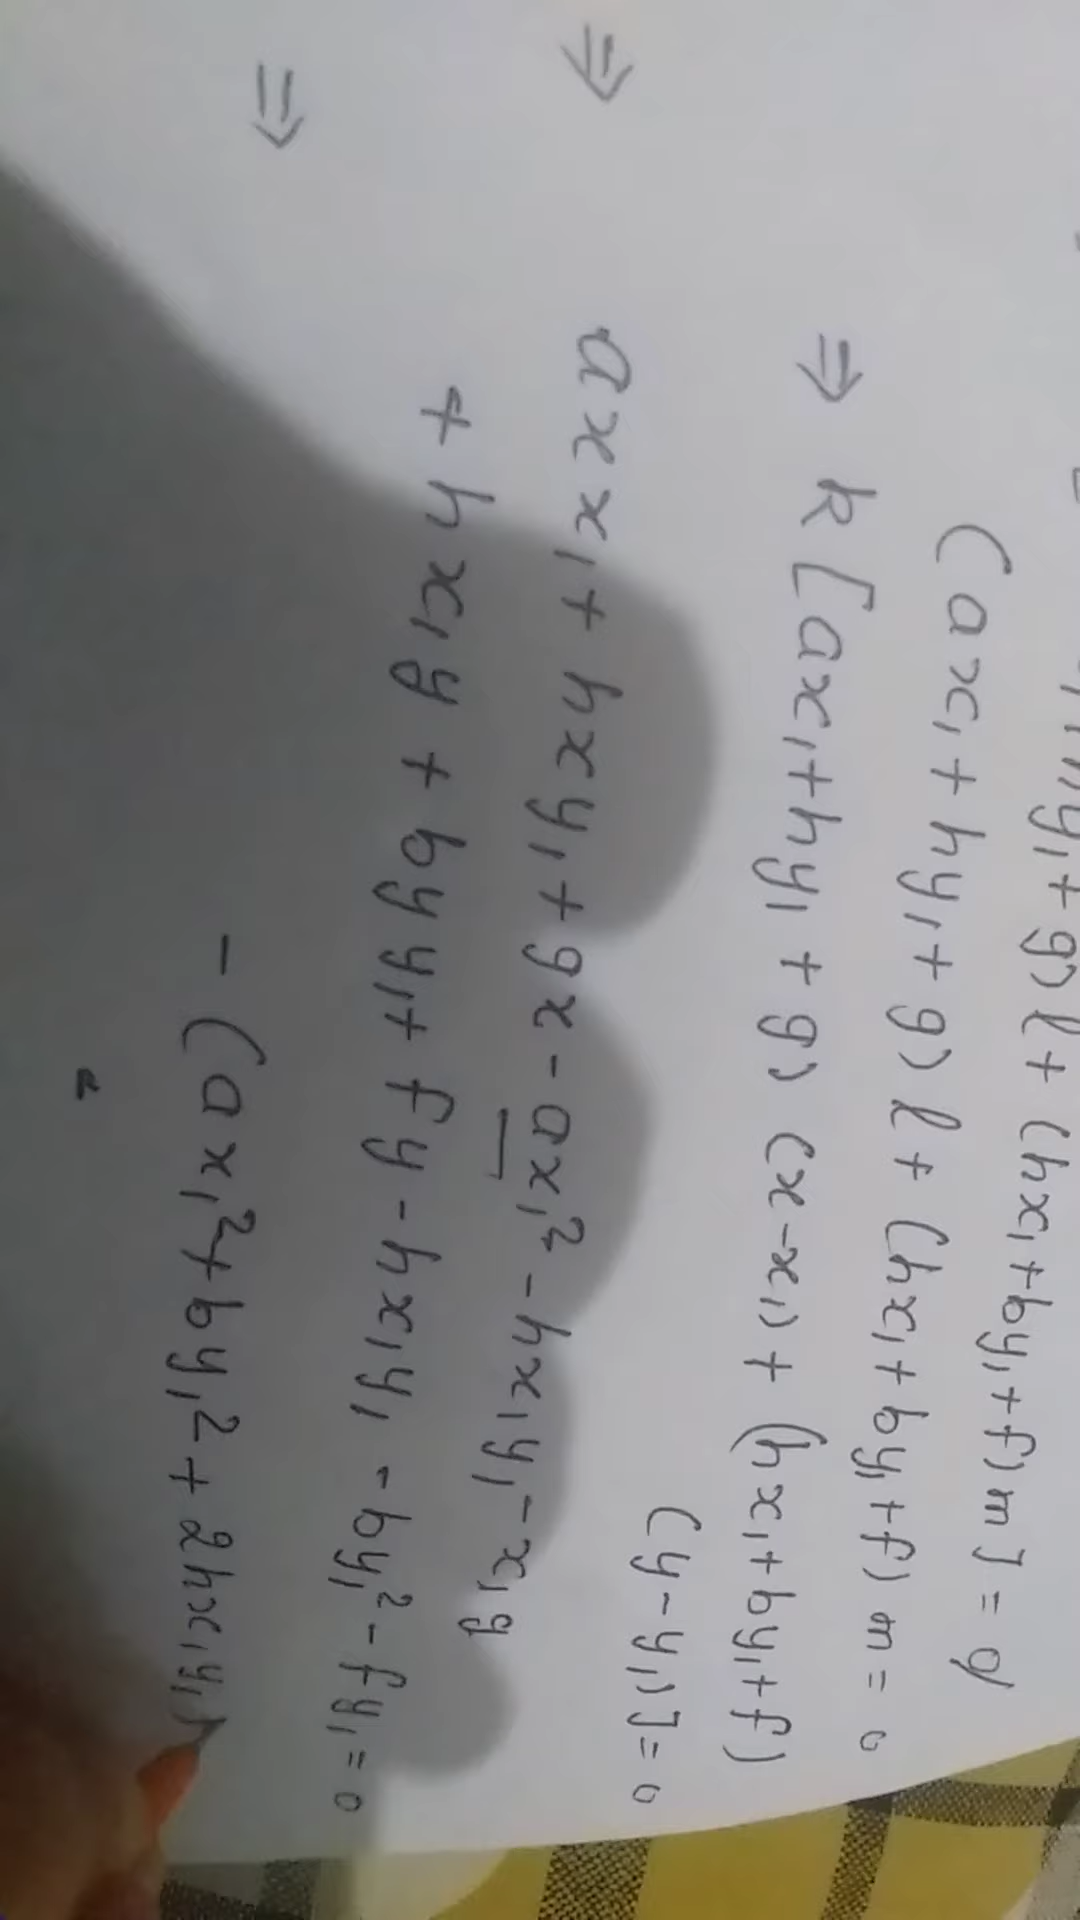 hy₁ + g) l + (hx₁ + by₁ + f) m ] = 0
(ax₁ + hy₁ + g) l + (hx₁ + by₁ + f) m = 0
⇒ k [ax₁ + hy₁ + g) (x - x₁) + (hx₁ + by₁ + f)
(y - y₁)] = 0
⇒ axx₁ + hxy₁ + gx - ax₁² - hx₁y₁ - x₁g
+ hx₁y + byy₁ + fy - hx₁y₁ - by₁² - fy₁ = 0
⇒
- (ax₁² + by₁² + 2hx₁y₁
=